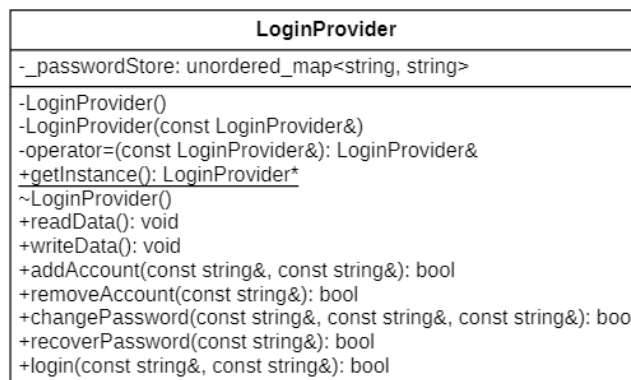 LoginProvider
-_passwordStore: unordered_map<string, string>
-LoginProvider()
-LoginProvider(const LoginProvider&)
-operator=(const LoginProvider&): LoginProvider&
+getInstance(): LoginProvider*
~LoginProvider()
+readData(): void
+writeData(): void
+addAccount(const string&, const string&): bool
+removeAccount(const string&): bool
+changePassword(const string&, const string&, const string&): boo
+recoverPassword(const string&): bool
+login(const string&, const string&): bool